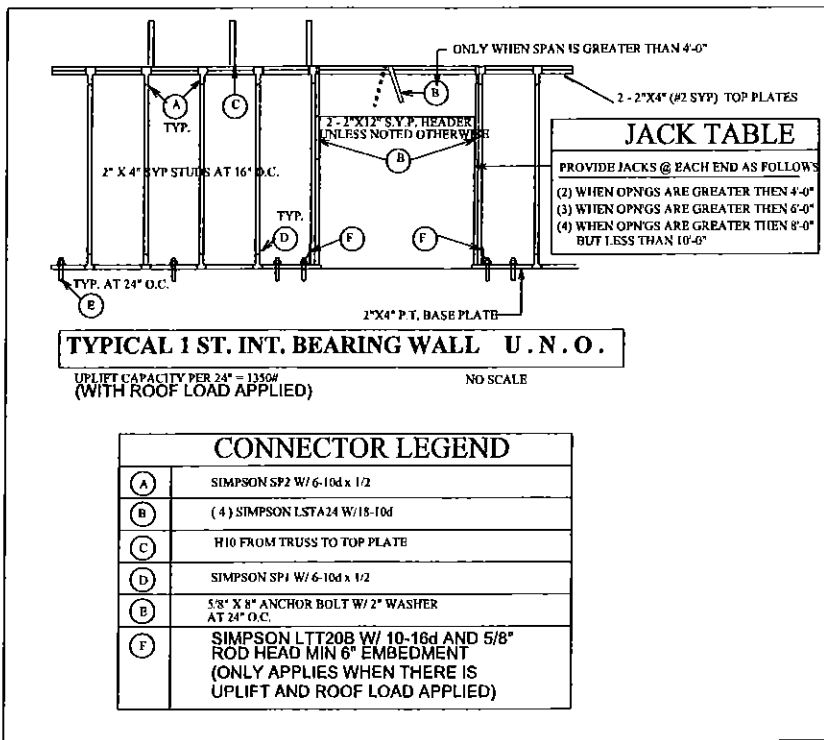 ONLY WHEN SPAN IS GREATER THAN 4'-0"
B
A
TYP.
C
2 - 2"X4" (#2 SYP) TOP PLATES
2 - 2"X12" S.Y.P. HEADER
UNLESS NOTED OTHERWISE
B
JACK TABLE
PROVIDE JACKS @ EACH END AS FOLLOWS
(2) WHEN OPN'GS ARE GREATER THEN 4'-0"
(3) WHEN OPN'GS ARE GREATER THEN 6'-0"
(4) WHEN OPN'GS ARE GREATER THEN 8'-0"
BUT LESS THAN 10'-0"
2" X 4" SYP STUDS AT 16" O.C.
TYP.
D
F
F
TYP. AT 24" O.C.
E
2"X4" P.T. BASE PLATE
TYPICAL 1 ST. INT. BEARING WALL U.N.O.
UPLIFT CAPACITY PER 24" = 1350#
(WITH ROOF LOAD APPLIED)
NO SCALE
CONNECTOR LEGEND
A SIMPSON SP2 W/ 6-10d x 1/2
B ( 4 ) SIMPSON LSTA24 W/18-10d
C H10 FROM TRUSS TO TOP PLATE
D SIMPSON SP1 W/ 6-10d x 1/2
E 5/8" X 8" ANCHOR BOLT W/ 2" WASHER
AT 24" O.C.
F SIMPSON LTT20B W/ 10-16d AND 5/8"
ROD HEAD MIN 6" EMBEDMENT
(ONLY APPLIES WHEN THERE IS
UPLIFT AND ROOF LOAD APPLIED)